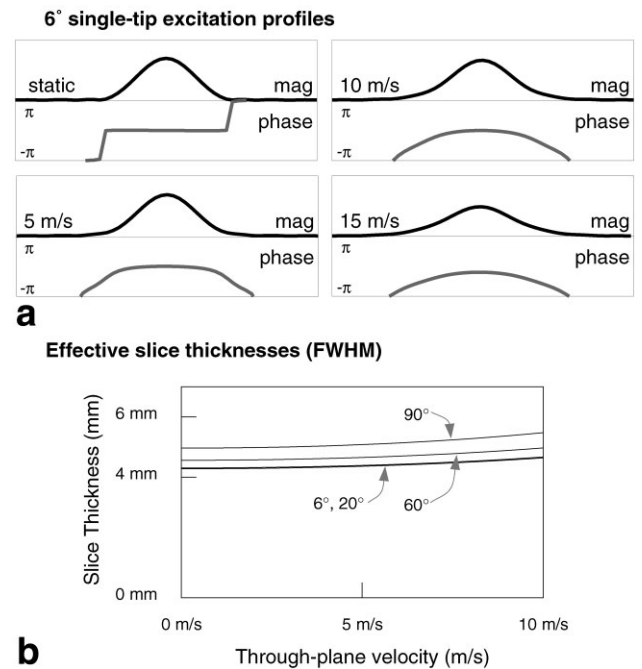 6° single-tip excitation profiles
static
mag
π
phase
-π
10 m/s
mag
π
phase
-π
5 m/s
mag
π
phase
-π
15 m/s
mag
π
phase
-π
a
Effective slice thicknesses (FWHM)
Slice Thickness (mm)
6 mm
4 mm
0 mm
90°
6°, 20°
60°
0 m/s
5 m/s
10 m/s
Through-plane velocity (m/s)
b